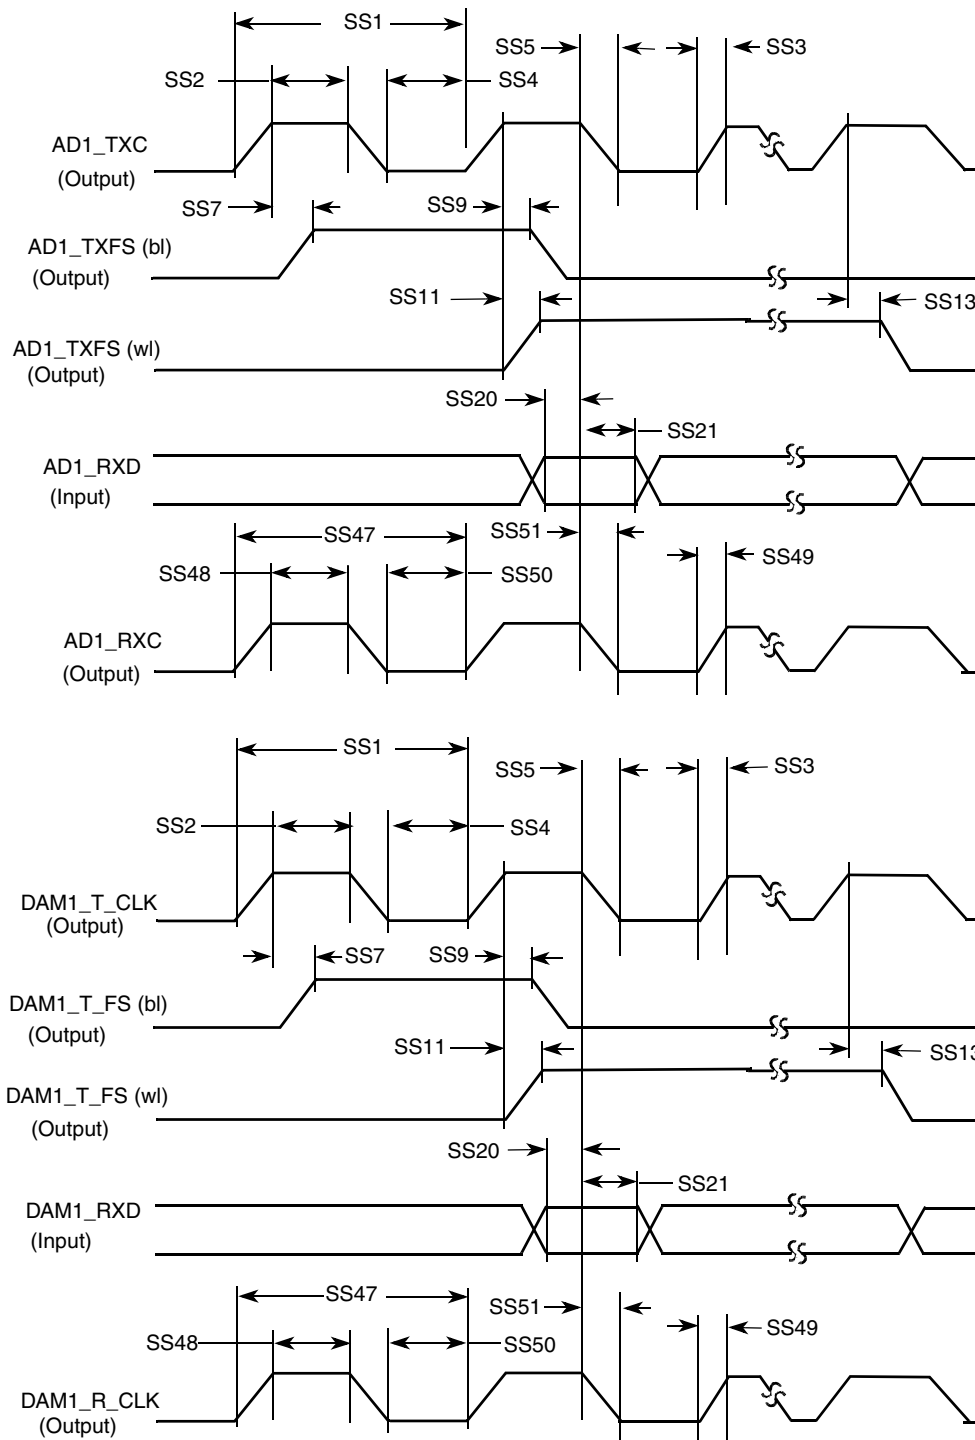 SS1
SS5
SS3
SS2
SS4
AD1_TXC
(Output)
SS7
SS9
AD1_TXFS (bl)
(Output)
SS11
SS13
AD1_TXFS (wl)
(Output)
SS20
SS21
AD1_RXD
(Input)
SS47
SS51
SS49
SS48
SS50
AD1_RXC
(Output)
SS1
SS5
SS3
SS2
SS4
DAM1_T_CLK
(Output)
SS7
SS9
DAM1_T_FS (bl)
(Output)
SS11
SS13
DAM1_T_FS (wl)
(Output)
SS20
SS21
DAM1_RXD
(Input)
SS47
SS51
SS49
SS48
SS50
DAM1_R_CLK
(Output)